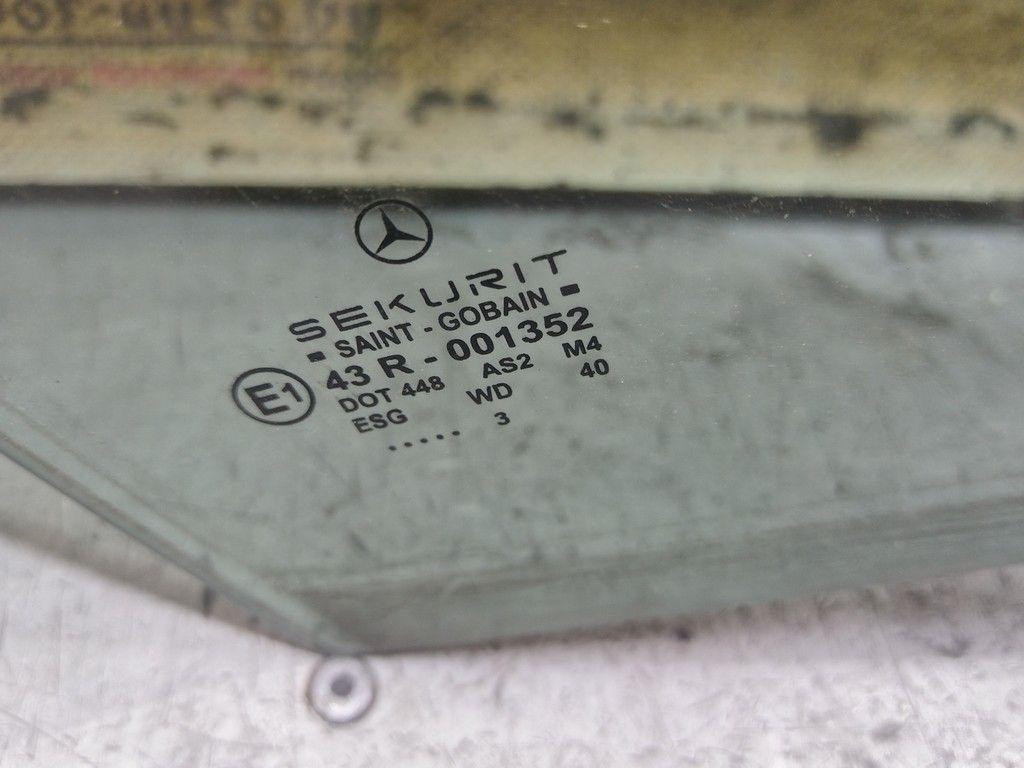 SEKURIT
▪ SAINT - GOBAIN ▪
E1 43 R - 001352
DOT 448 AS2 M4
ESG WD 40
..... 3